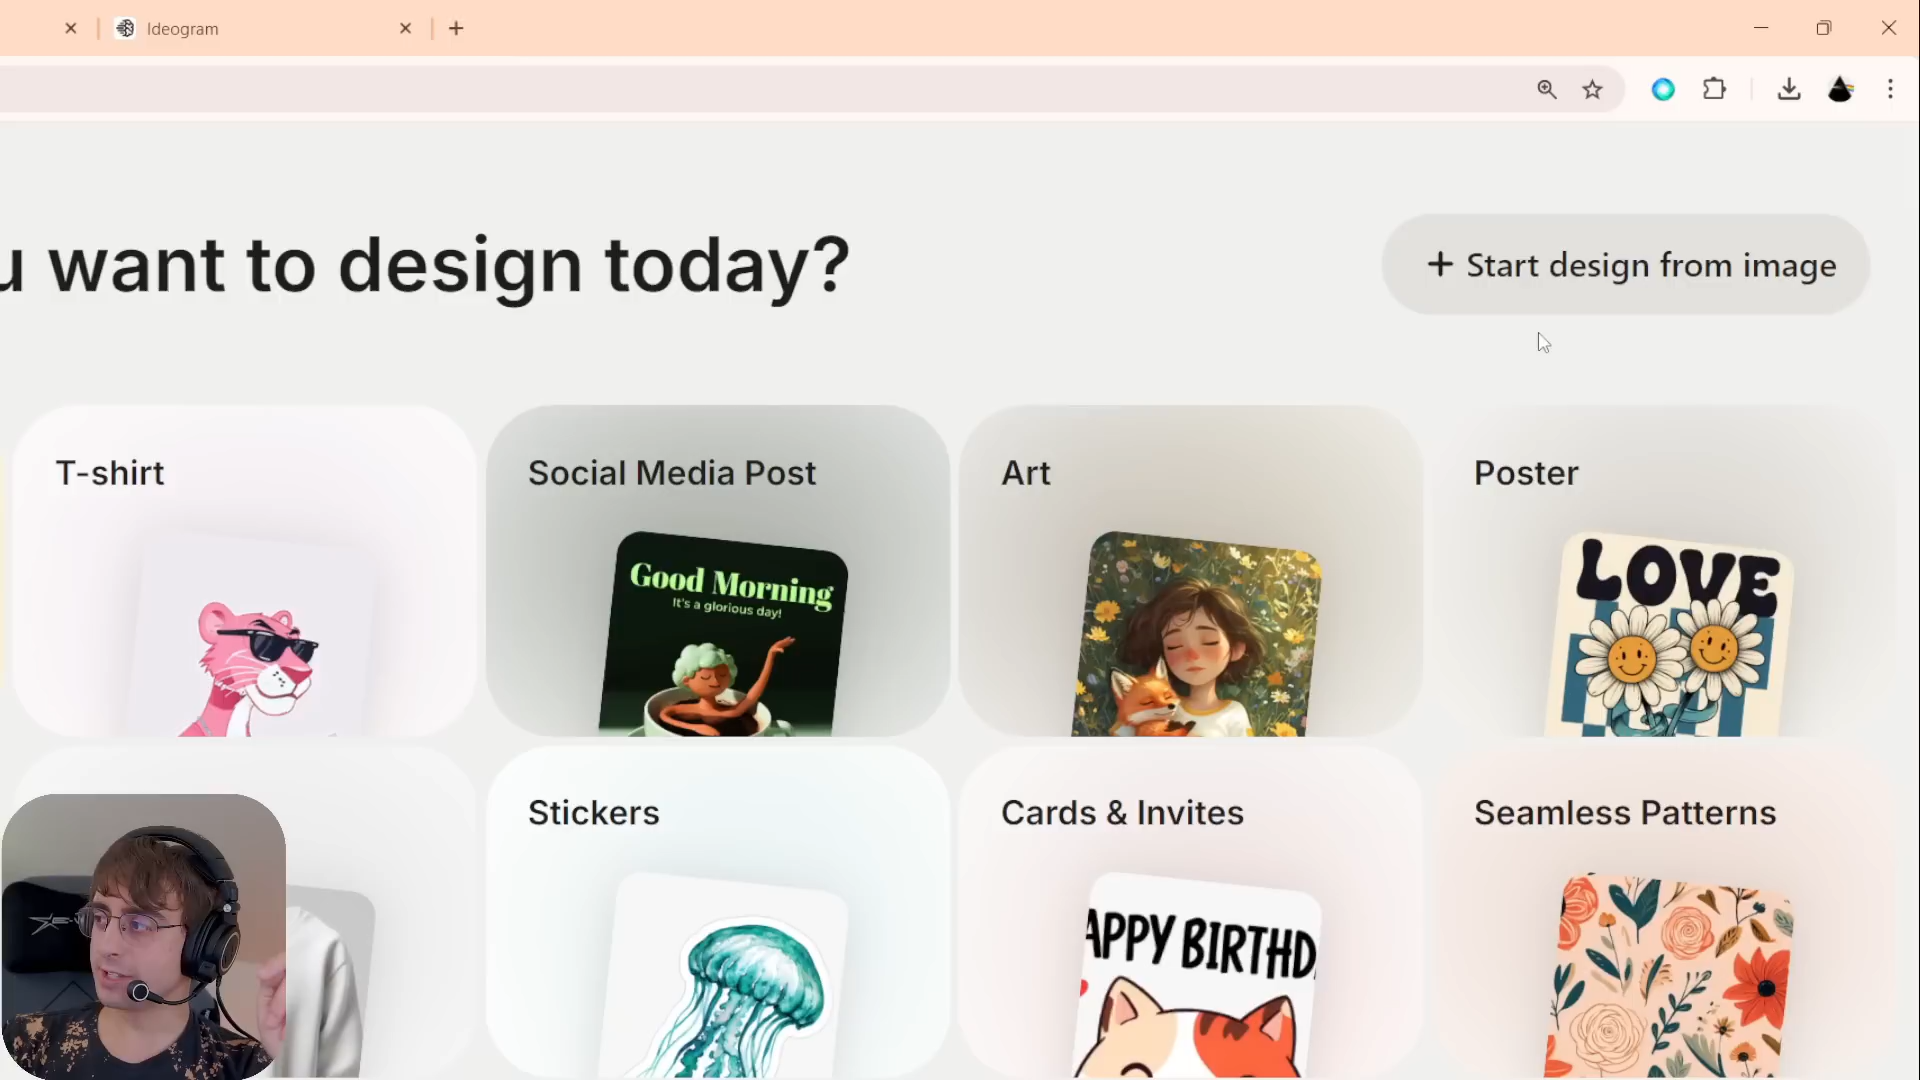 Ideogram
u want to design today?
+ Start design from image
T-shirt
Social Media Post
Art
Poster
Good Morning
It's a glorious day!
LOVE
Stickers
Cards & Invites
Seamless Patterns
APPY BIRTHD